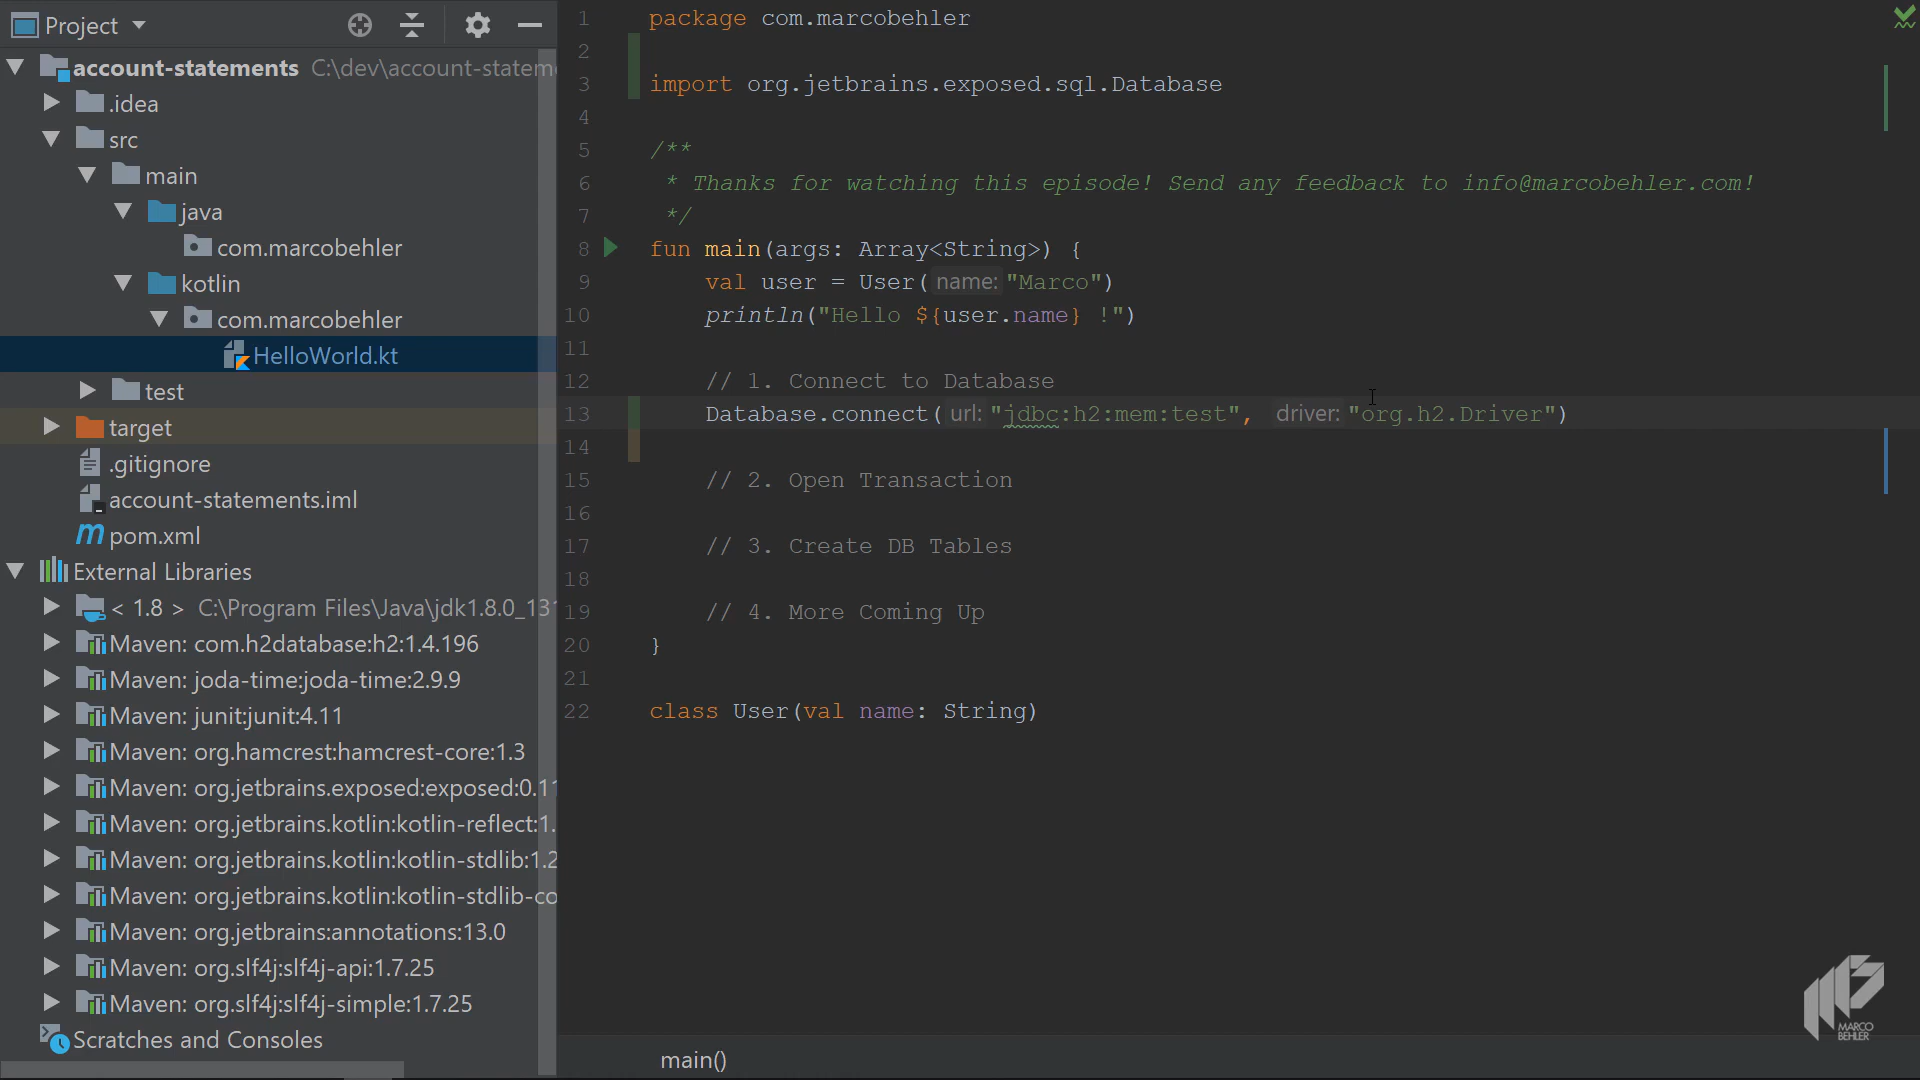 Project
account-statements C:\dev\account-statem
.idea
src
main
java
com.marcobehler
kotlin
com.marcobehler
HelloWorld.kt
test
target
.gitignore
account-statements.iml
pom.xml
External Libraries
< 1.8 > C:\Program Files\Java\jdk1.8.0_131
Maven: com.h2database:h2:1.4.196
Maven: joda-time:joda-time:2.9.9
Maven: junit:junit:4.11
Maven: org.hamcrest:hamcrest-core:1.3
Maven: org.jetbrains.exposed:exposed:0.11
Maven: org.jetbrains.kotlin:kotlin-reflect:1.
Maven: org.jetbrains.kotlin:kotlin-stdlib:1.2
Maven: org.jetbrains.kotlin:kotlin-stdlib-co
Maven: org.jetbrains:annotations:13.0
Maven: org.slf4j:slf4j-api:1.7.25
Maven: org.slf4j:slf4j-simple:1.7.25
Scratches and Consoles
1 package com.marcobehler
2
3 import org.jetbrains.exposed.sql.Database
4
5 /**
6 * Thanks for watching this episode! Send any feedback to info@marcobehler.com!
7 */
8 fun main(args: Array<String>) {
9 val user = User( name: "Marco")
10 println("Hello ${user.name} !")
11
12 // 1. Connect to Database
13 Database.connect( url: "jdbc:h2:mem:test", driver: "org.h2.Driver")
14
15 // 2. Open Transaction
16
17 // 3. Create DB Tables
18
19 // 4. More Coming Up
20 }
21
22 class User(val name: String)
main()
MARCO
BEHLER